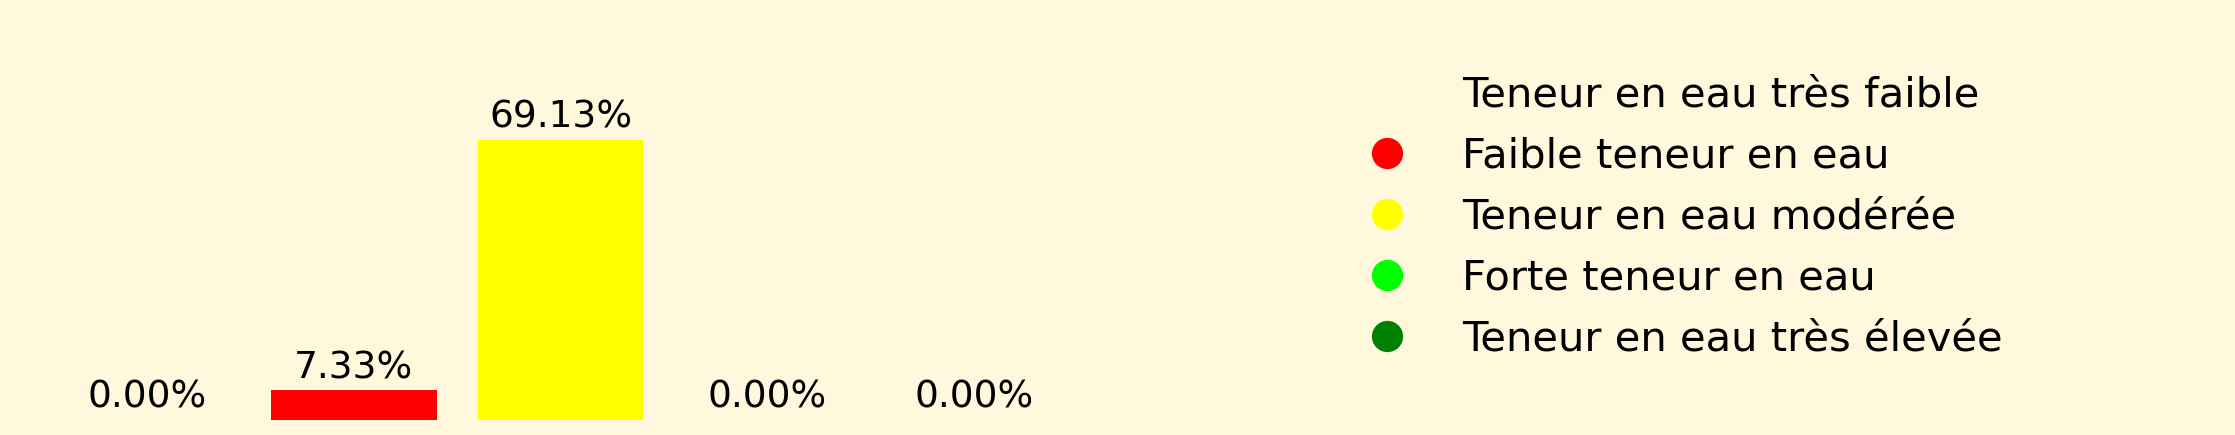 69.13%
7.33%
0.00%
0.00%
0.00%
Teneur en eau très faible
Faible teneur en eau
Teneur en eau modérée
Forte teneur en eau
Teneur en eau très élevée